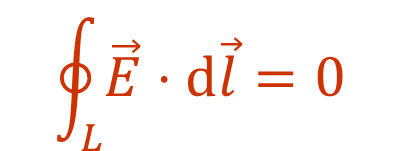 ∮_L E⃗ · dl⃗ = 0